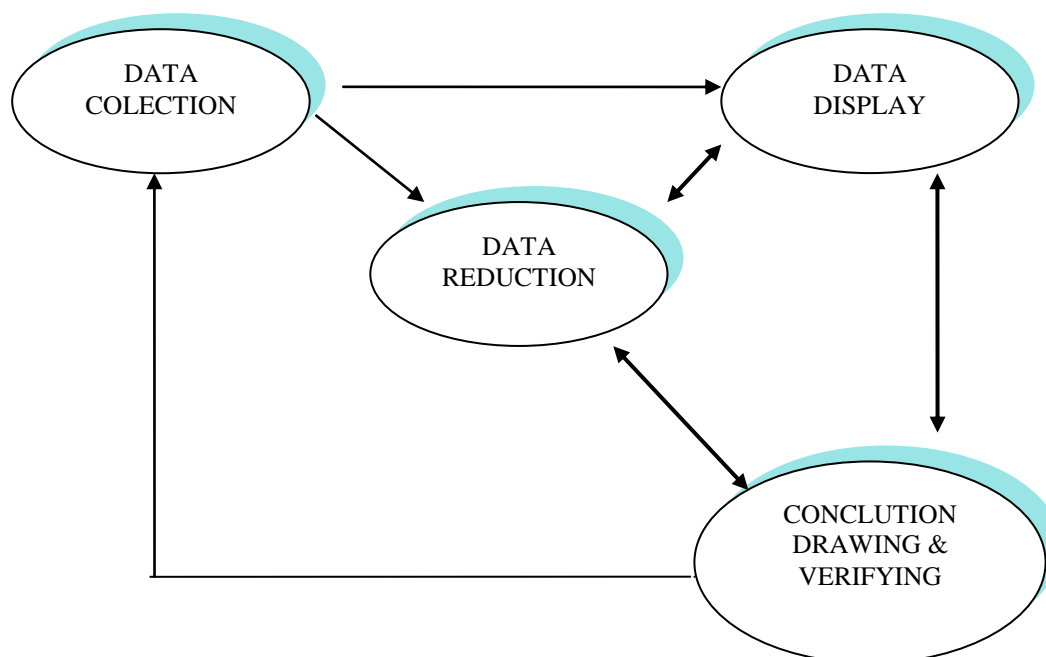 DATA
COLECTION
DATA
DISPLAY
DATA
REDUCTION
CONCLUTION
DRAWING &
VERIFYING